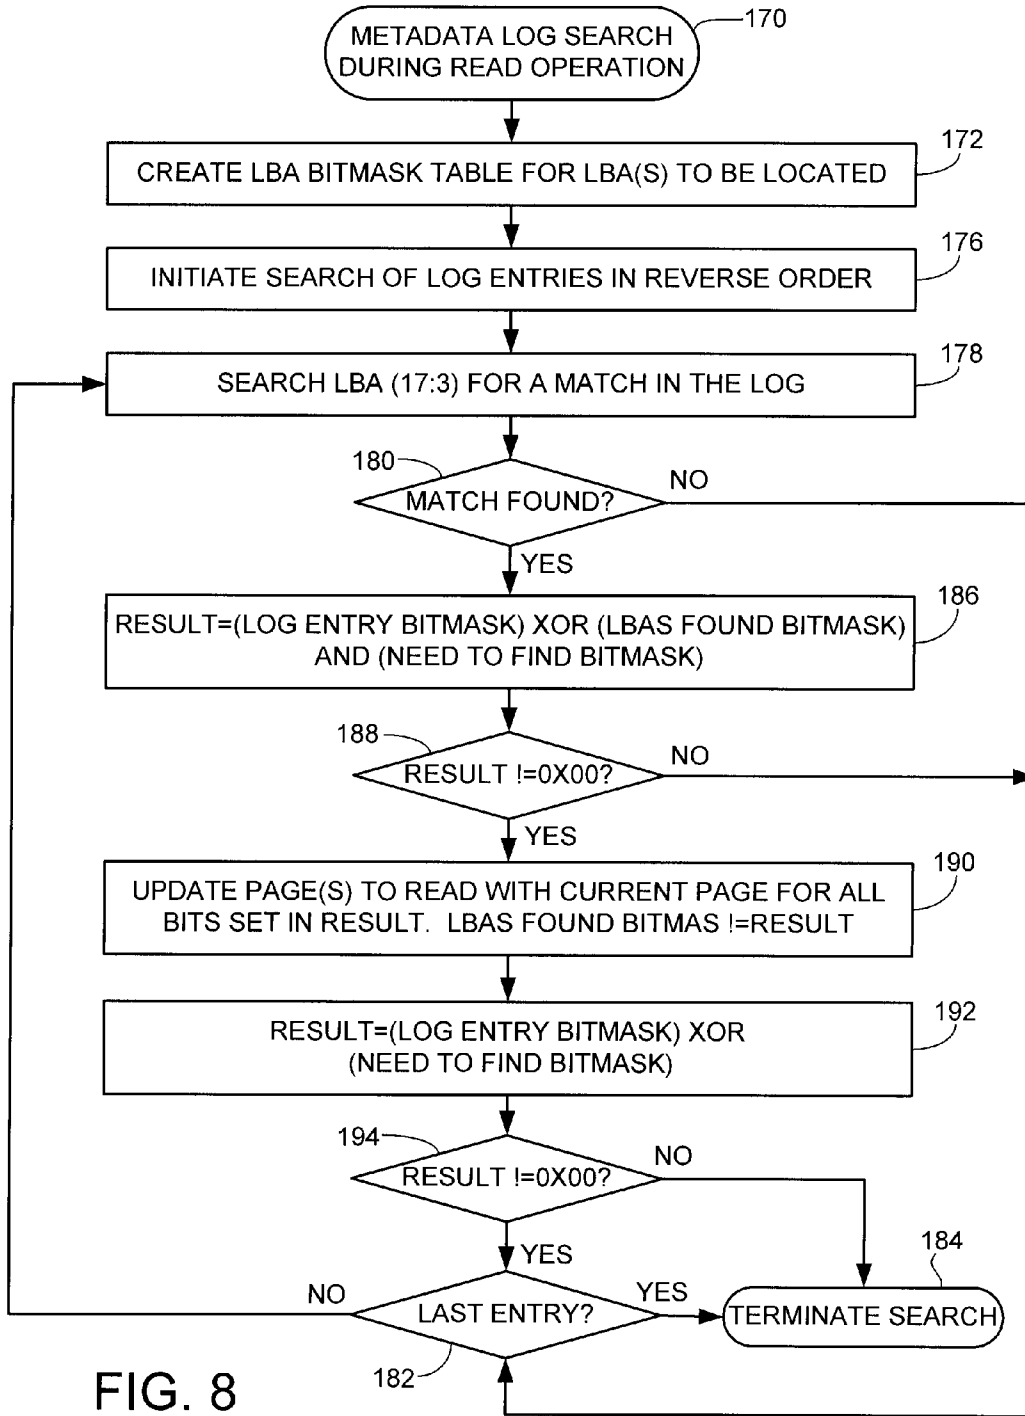 METADATA LOG SEARCH
DURING READ OPERATION
170
CREATE LBA BITMASK TABLE FOR LBA(S) TO BE LOCATED
172
INITIATE SEARCH OF LOG ENTRIES IN REVERSE ORDER
176
SEARCH LBA (17:3) FOR A MATCH IN THE LOG
178
180
MATCH FOUND?
NO
YES
RESULT=(LOG ENTRY BITMASK) XOR (LBAS FOUND BITMASK)
AND (NEED TO FIND BITMASK)
186
188
RESULT !=0X00?
NO
YES
UPDATE PAGE(S) TO READ WITH CURRENT PAGE FOR ALL
BITS SET IN RESULT. LBAS FOUND BITMAS !=RESULT
190
RESULT=(LOG ENTRY BITMASK) XOR
(NEED TO FIND BITMASK)
192
194
RESULT !=0X00?
NO
YES
NO
LAST ENTRY?
YES
184
TERMINATE SEARCH
182
FIG. 8